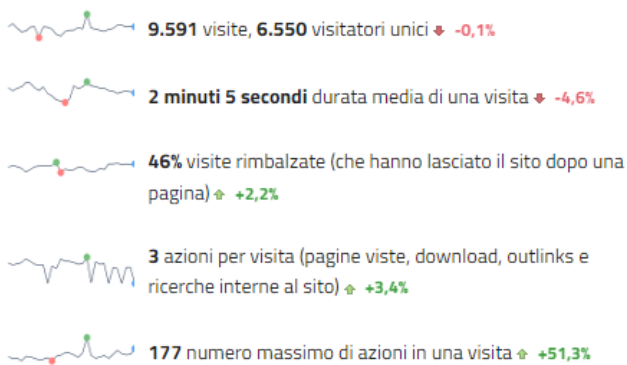 9.591 visite, 6.550 visitatori unici -0,1%
2 minuti 5 secondi durata media di una visita -4,6%
46% visite rimbalzate (che hanno lasciato il sito dopo una
pagina) +2,2%
3 azioni per visita (pagine viste, download, outlinks e
ricerche interne al sito) +3,4%
177 numero massimo di azioni in una visita +51,3%